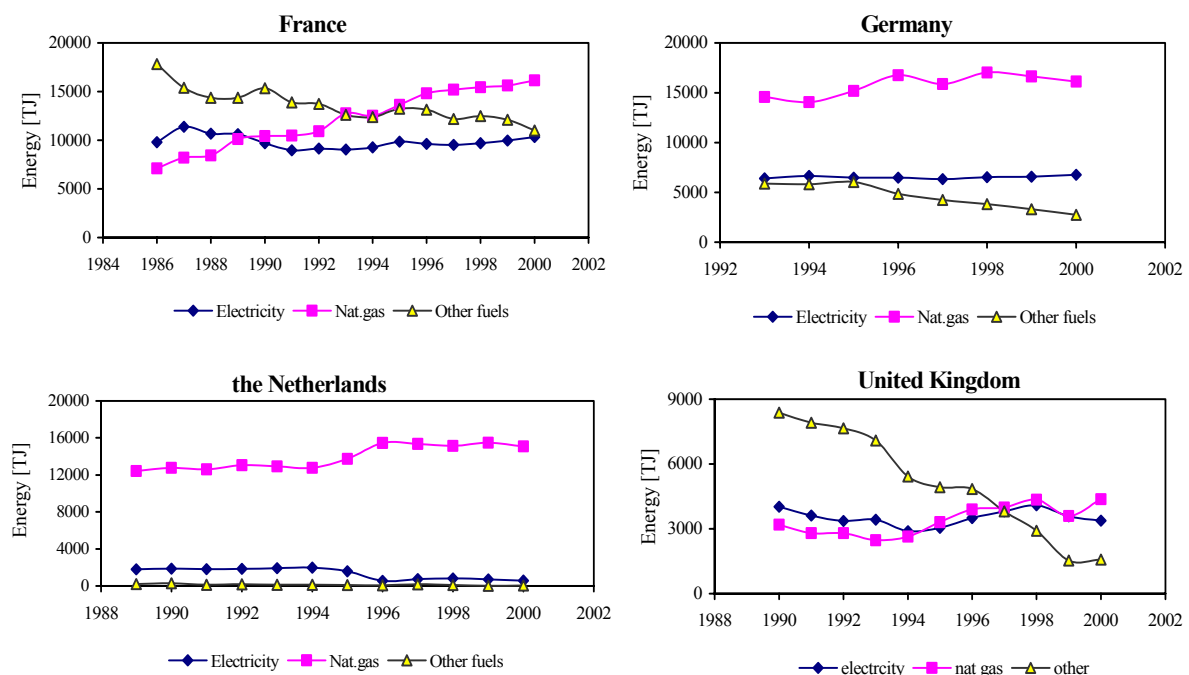 France
Energy [TJ]
20000
15000
10000
5000
0
1984 1986 1988 1990 1992 1994 1996 1998 2000 2002
Electricity Nat.gas Other fuels
Germany
Energy [TJ]
20000
15000
10000
5000
0
1992 1994 1996 1998 2000 2002
Electricity Nat.gas Other fuels
the Netherlands
Energy [TJ]
20000
16000
12000
8000
4000
0
1988 1990 1992 1994 1996 1998 2000 2002
Electricity Nat.gas Other fuels
United Kingdom
Energy [TJ]
9000
6000
3000
0
1988 1990 1992 1994 1996 1998 2000 2002
electrcity nat gas other